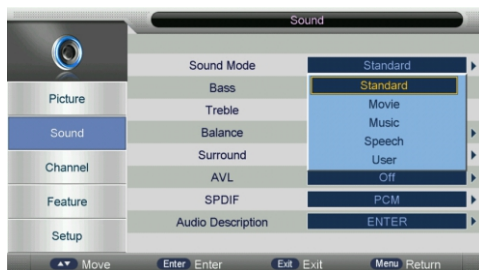 Sound
Sound Mode Standard
Bass Standard
Picture
Treble Movie
Music
Sound
Balance
Speech
Surround User
Channel
AVL Off
Feature
SPDIF PCM
Audio Description ENTER
Setup
Move Enter Enter Exit Exit Menu Return